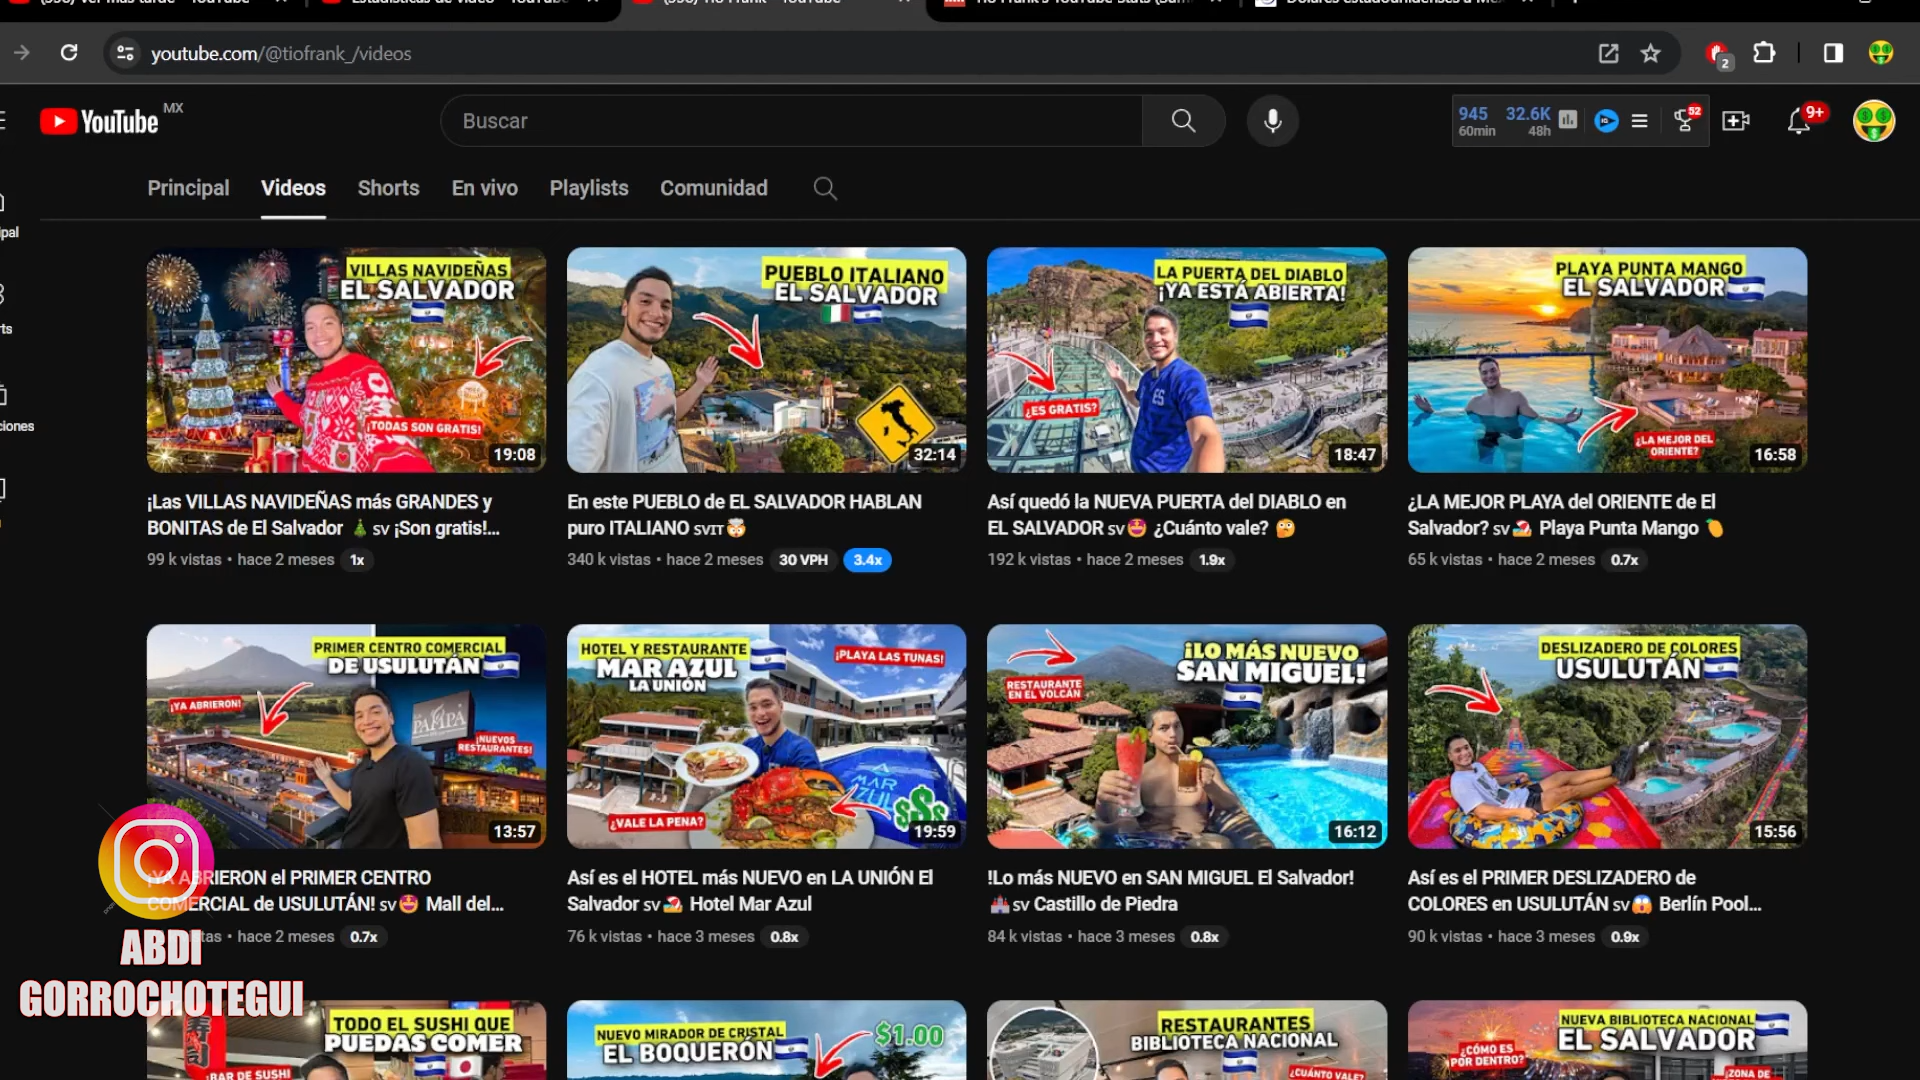 youtube.com/@tiofrank_/videos
2
YouTube MX
Buscar
945 32.6K
60min 48h
52
9+
Principal Videos Shorts En vivo Playlists Comunidad
VILLAS NAVIDEÑAS
EL SALVADOR
¡TODAS SON GRATIS!
19:08
PUEBLO ITALIANO
EL SALVADOR
32:14
LA PUERTA DEL DIABLO
¡YA ESTÁ ABIERTA!
¿ES GRATIS?
ES
18:47
PLAYA PUNTA MANGO
EL SALVADOR
¿LA MEJOR DEL
ORIENTE?
16:58
¡Las VILLAS NAVIDEÑAS más GRANDES y
BONITAS de El Salvador 🎄 sv ¡Son gratis!...
99 k vistas • hace 2 meses 1x
En este PUEBLO de EL SALVADOR HABLAN
puro ITALIANO SVIT🤯
340 k vistas • hace 2 meses 30 VPH 3.4x
Así quedó la NUEVA PUERTA del DIABLO en
EL SALVADOR sv🤩 ¿Cuánto vale? 🫢
192 k vistas • hace 2 meses 1.9x
¿LA MEJOR PLAYA del ORIENTE de El
Salvador? sv🏖 Playa Punta Mango 🥭
65 k vistas • hace 2 meses 0.7x
PRIMER CENTRO COMERCIAL
DE USULUTÁN
¡YA ABRIERON!
LA PAMPA
¡NUEVOS
RESTAURANTES!
13:57
HOTEL Y RESTAURANTE
MAR AZUL
LA UNIÓN
¡PLAYA LAS TUNAS!
MAR
AZUL
¿VALE LA PENA?
$$$
19:59
¡LO MÁS NUEVO
SAN MIGUEL!
RESTAURANTE
EN EL VOLCÁN
16:12
DESLIZADERO DE COLORES
USULUTÁN
15:56
¡YA ABRIERON el PRIMER CENTRO
COMERCIAL de USULUTÁN! sv🤩 Mall del...
hace 2 meses 0.7x
Así es el HOTEL más NUEVO en LA UNIÓN El
Salvador sv🏖 Hotel Mar Azul
76 k vistas • hace 3 meses 0.8x
!Lo más NUEVO en SAN MIGUEL El Salvador!
🏰sv Castillo de Piedra
84 k vistas • hace 3 meses 0.8x
Así es el PRIMER DESLIZADERO de
COLORES en USULUTÁN sv😱 Berlín Pool...
90 k vistas • hace 3 meses 0.9x
ABDI
GORROCHOTEGUI
TODO EL SUSHI QUE
PUEDAS COMER
¡BAR DE SUSHI
NUEVO MIRADOR DE CRISTAL
EL BOQUERÓN
$1.00
RESTAURANTES
BIBLIOTECA NACIONAL
¿CUÁNTO VALE?
NUEVA BIBLIOTECA NACIONAL
EL SALVADOR
¿CÓMO ES
POR DENTRO?
¡ZONA DE